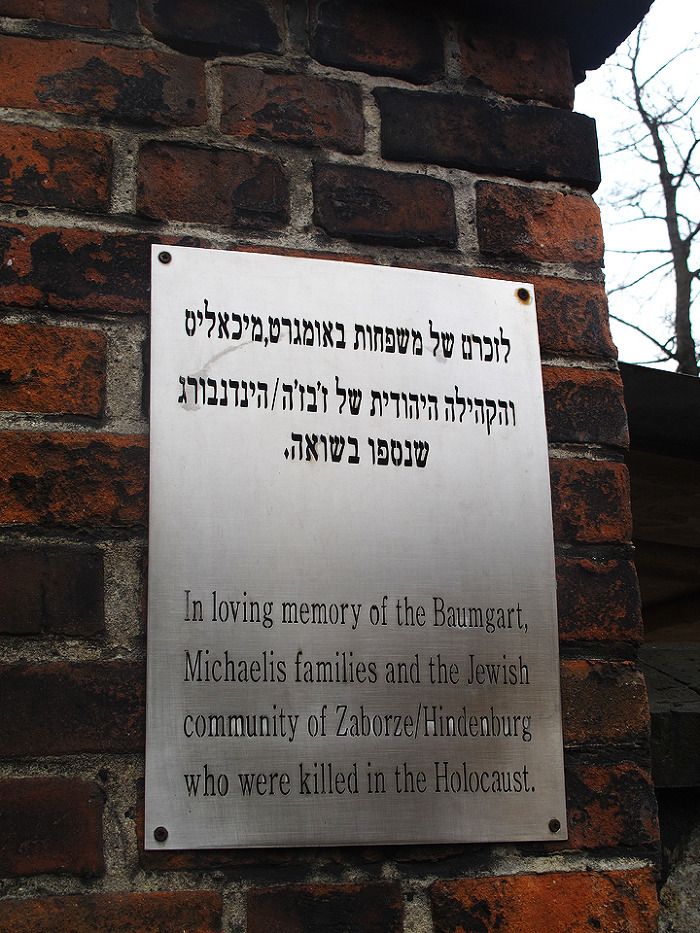 לזכרם של משפחות באומגרט,מיכאליס
והקהילה היהודית של ז'בז'ה/הינדנבורג
שנספו בשואה.
In loving memory of the Baumgart,
Michaelis families and the Jewish
community of Zaborze/Hindenburg
who were killed in the Holocaust.